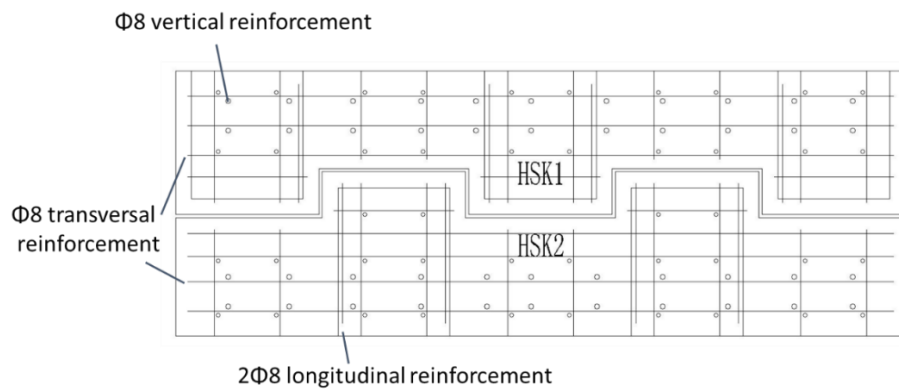 Φ8 vertical reinforcement
HSK1
Φ8 transversal
reinforcement
HSK2
2Φ8 longitudinal reinforcement